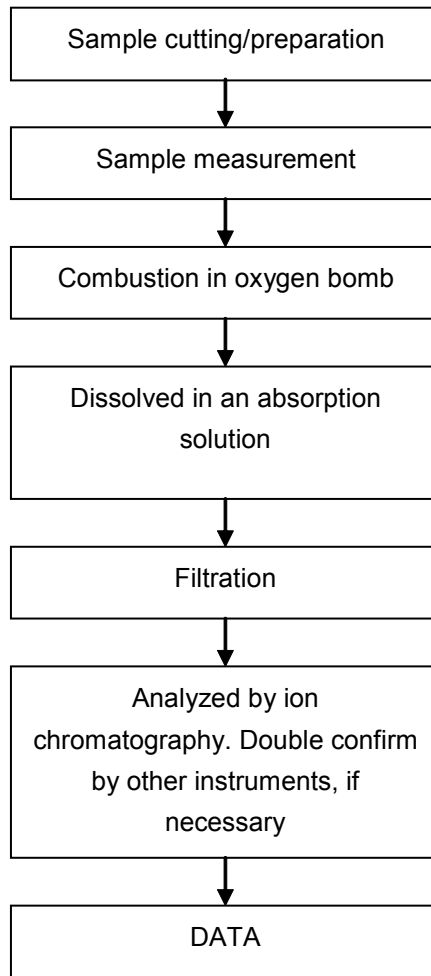 Sample cutting/preparation
Sample measurement
Combustion in oxygen bomb
Dissolved in an absorption
solution
Filtration
Analyzed by ion
chromatography. Double confirm
by other instruments, if
necessary
DATA